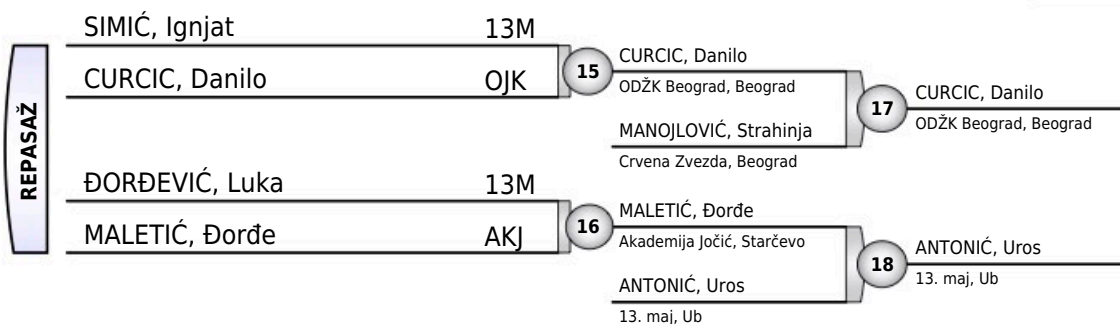 REPASAŽ
SIMIĆ, Ignjat 13M
CURCIC, Danilo OJK
ĐORĐEVIĆ, Luka 13M
MALETIĆ, Đorđe AKJ
15
CURCIC, Danilo
ODŽK Beograd, Beograd
MANOJLOVIĆ, Strahinja
Crvena Zvezda, Beograd
16
MALETIĆ, Đorđe
Akademija Jočić, Starčevo
ANTONIĆ, Uros
13. maj, Ub
17
CURCIC, Danilo
ODŽK Beograd, Beograd
18
ANTONIĆ, Uros
13. maj, Ub